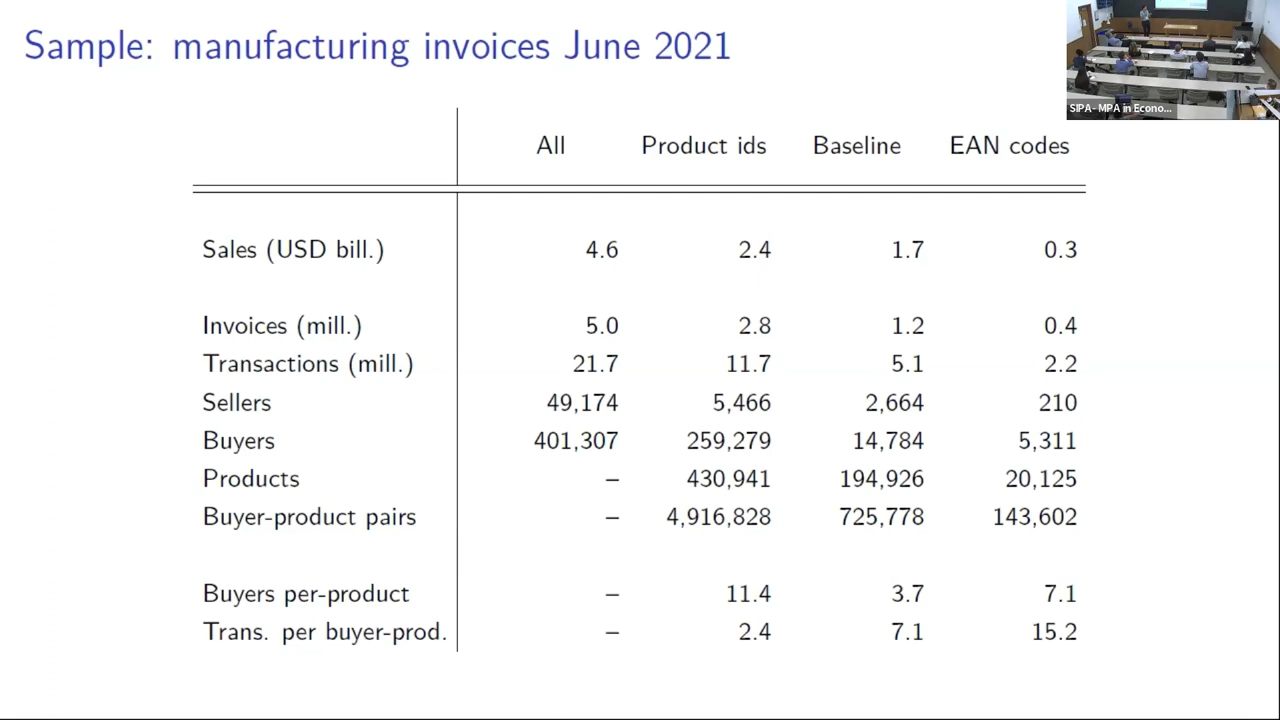 Sample: manufacturing invoices June 2021
SIPA- MPA in Econo...
All Product ids Baseline EAN codes
Sales (USD bill.) 4.6 2.4 1.7 0.3
Invoices (mill.) 5.0 2.8 1.2 0.4
Transactions (mill.) 21.7 11.7 5.1 2.2
Sellers 49,174 5,466 2,664 210
Buyers 401,307 259,279 14,784 5,311
Products – 430,941 194,926 20,125
Buyer-product pairs – 4,916,828 725,778 143,602
Buyers per-product – 11.4 3.7 7.1
Trans. per buyer-prod. – 2.4 7.1 15.2